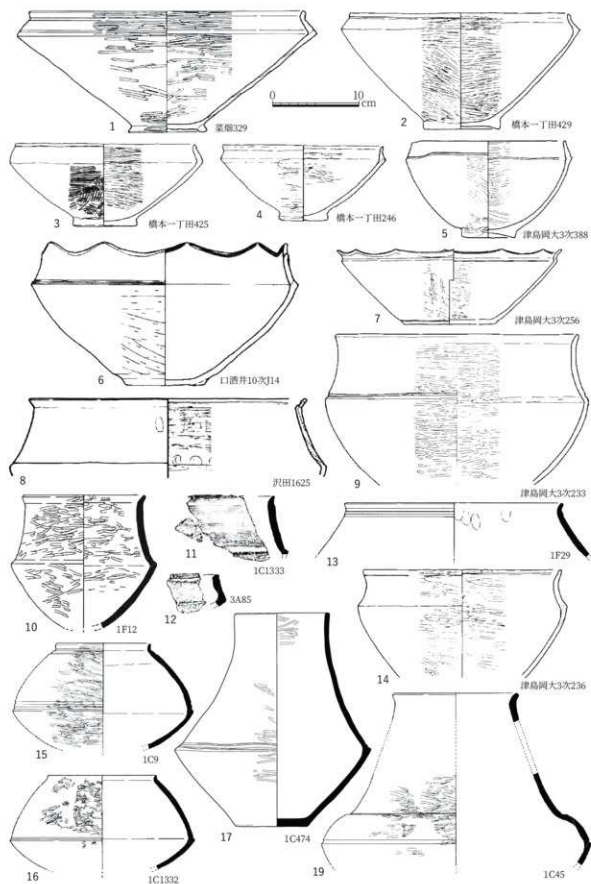 1 菜畑329
0 10
cm
2 橋本一丁田429
3 橋本一丁田425
4 橋本一丁田246
5 津島岡大3次388
6 口酒井10次J14
7 津島岡大3次256
8 沢田1625
9 津島岡大3次233
10 1F12
11 1C1333
12 3A85
13 1F29
14 津島岡大3次236
15 1C9
16 1C1332
17 1C474
19 1C45